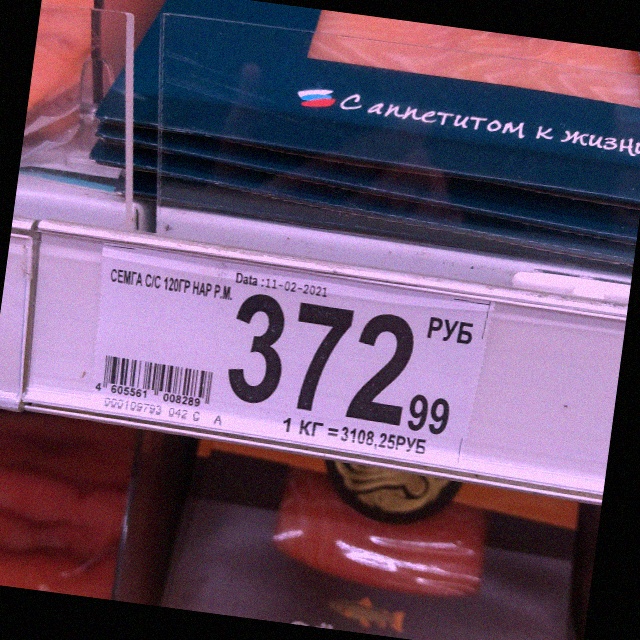 С аппетитом к жизни
СЕМГА С/С 120ГР НАР Р.М.
Data :11-02-2021
372 99
РУБ
4 605561 008289
000109793 042 C A
1 КГ =3108,25РУБ